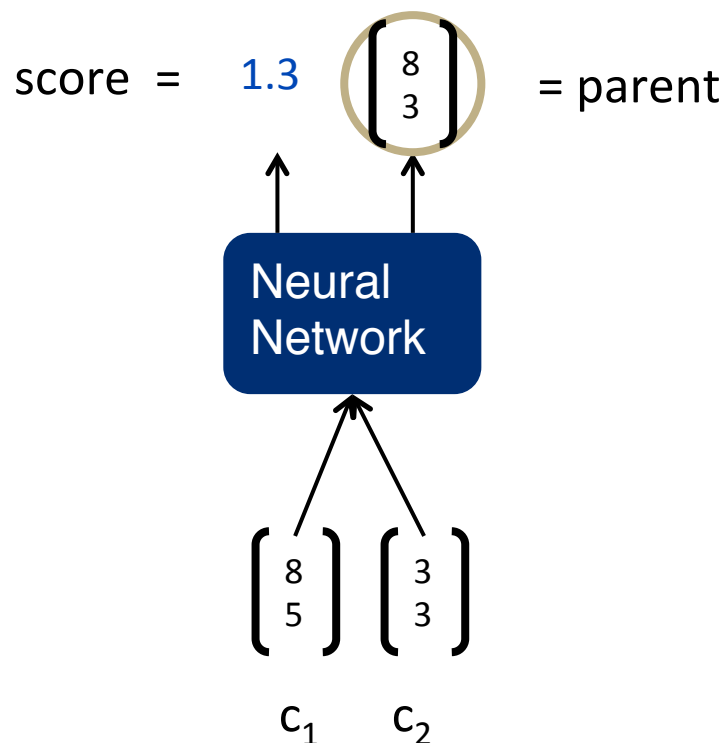 score = 1.3 8 = parent
3
Neural
Network
8 3
5 3
c₁ c₂